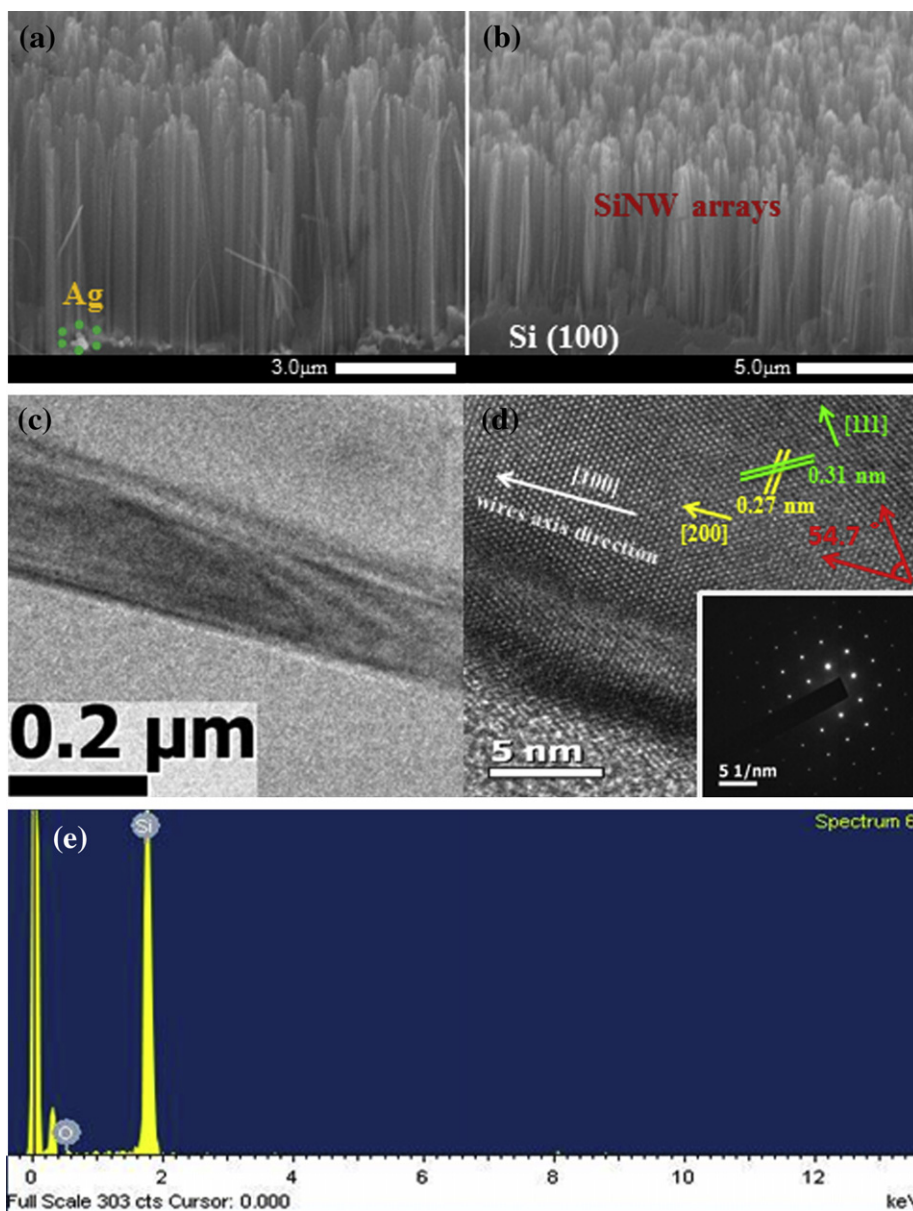 (a)
Ag
3.0μm
(b)
SiNW arrays
Si (100)
5.0μm
(c)
0.2 μm
(d)
[111]
[100]
wires axis direction
0.31 nm
0.27 nm
[200]
54.7 °
5 nm
5 1/nm
(e)
Si
Spectrum 6
O
0 2 4 6 8 10 12
Full Scale 303 cts Cursor: 0.000
keV